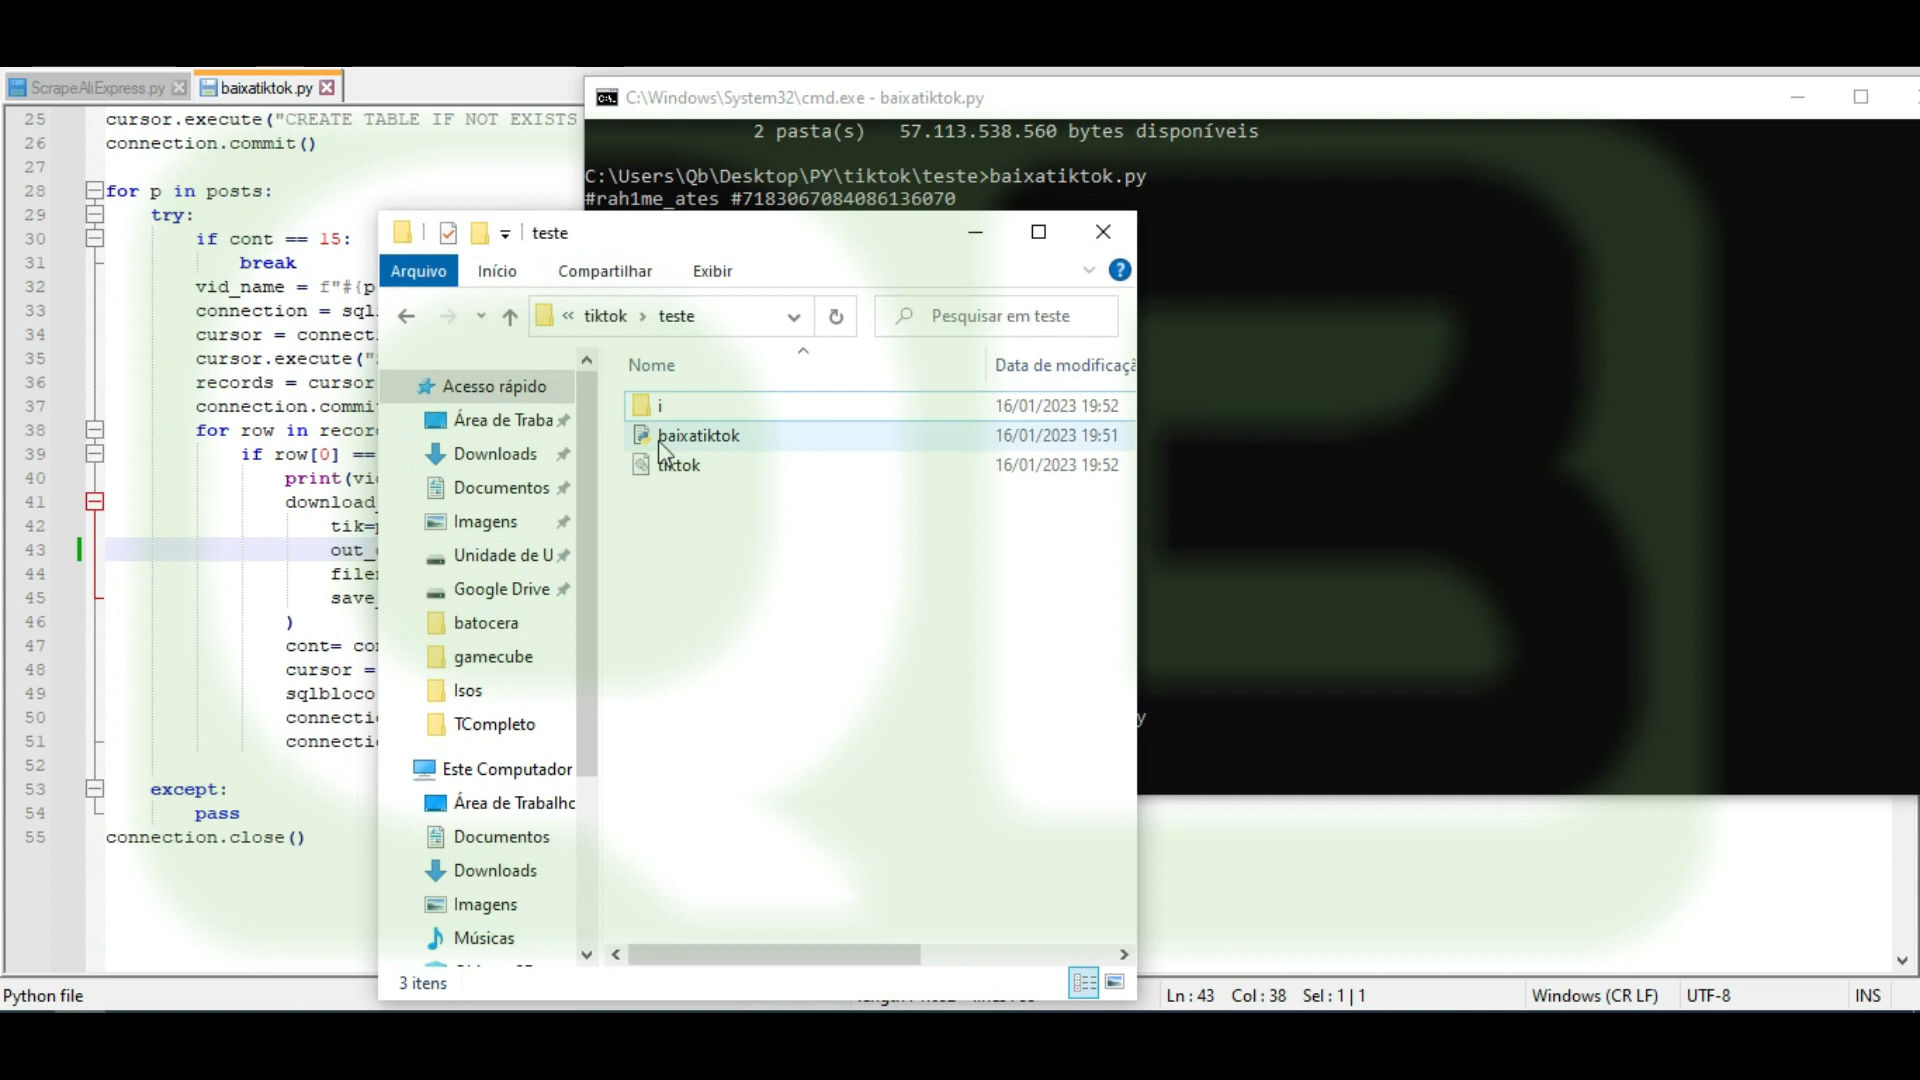 ScrapeAliExpress.py
baixatiktok.py
25 cursor.execute("CREATE TABLE IF NOT EXISTS
26 connection.commit()
27
28 for p in posts:
29 try:
30 if cont == 15:
31 break
32 vid_name = f"#{p
33 connection = sql
34 cursor = connect
35 cursor.execute("
36 records = cursor
37 connection.commi
38 for row in recor
39 if row[0] ==
40 print(vi
41 download_
42 tik=
43 out_
44 file
45 save_
46 )
47 cont= co
48 cursor =
49 sqlbloco
50 connecti
51 connecti
52
53 except:
54 pass
55 connection.close()
C:\Windows\System32\cmd.exe - baixatiktok.py
2 pasta(s) 57.113.538.560 bytes disponíveis
C:\Users\Qb\Desktop\PY\tiktok\teste>baixatiktok.py
#rah1me_ates #7183067084086136070
y
teste
Arquivo Início Compartilhar Exibir
« tiktok › teste
Pesquisar em teste
Acesso rápido
Área de Traba
Downloads
Documentos
Imagens
Unidade de U
Google Drive
batocera
gamecube
Isos
TCompleto
Este Computador
Área de Trabalho
Documentos
Downloads
Imagens
Músicas
Nome Data de modificaçã
i 16/01/2023 19:52
baixatiktok 16/01/2023 19:51
tiktok 16/01/2023 19:52
3 itens
Python file
Ln : 43 Col : 38 Sel : 1 | 1
Windows (CR LF)
UTF-8
INS